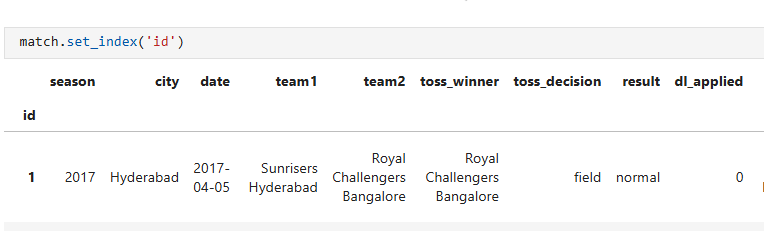 match.set_index('id')
season city date team1 team2 toss_winner toss_decision result dl_applied
id
1 2017 Hyderabad 2017-04-05 Sunrisers Hyderabad Royal Challengers Bangalore Royal Challengers Bangalore field normal 0